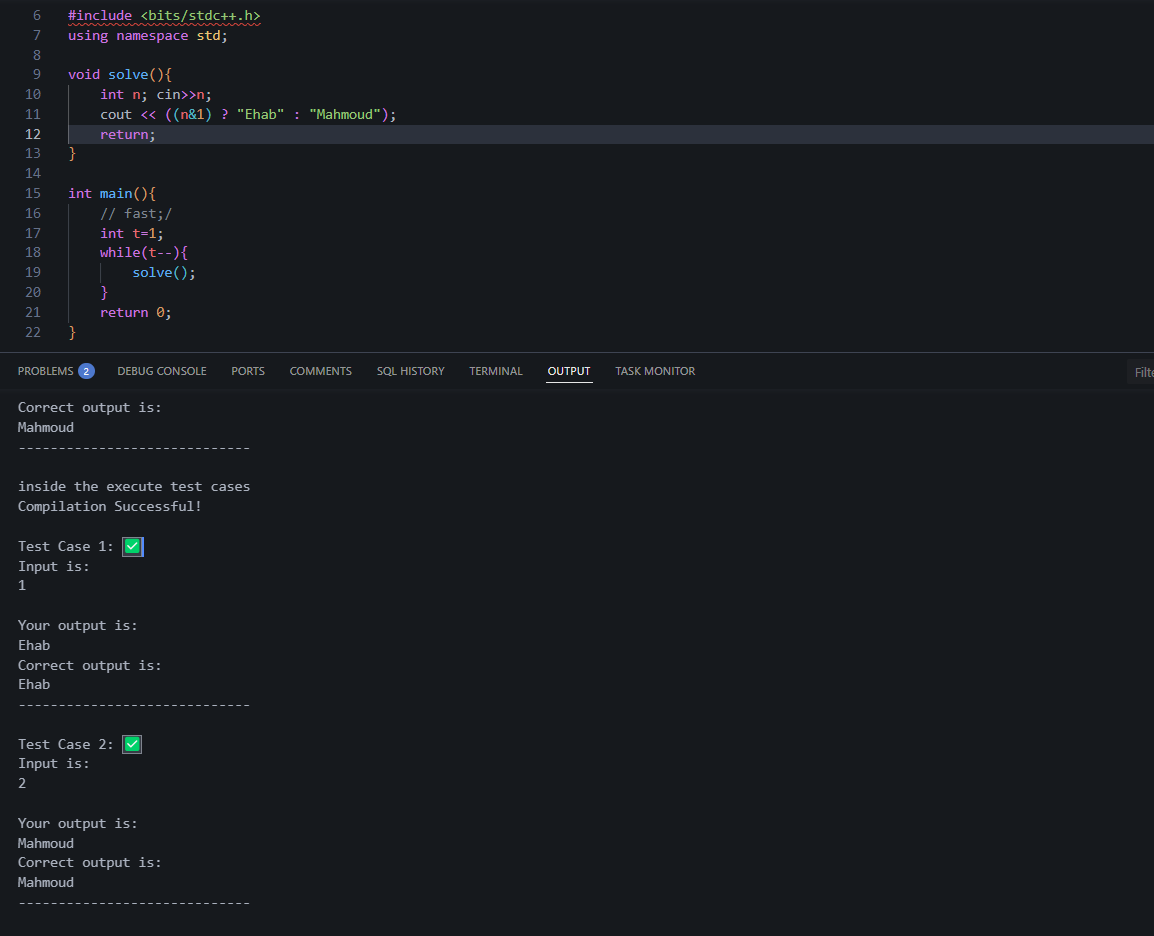 6 #include <bits/stdc++.h>
7 using namespace std;
8
9 void solve(){
10     int n; cin>>n;
11     cout << ((n&1) ? "Ehab" : "Mahmoud");
12     return;
13 }
14
15 int main(){
16     // fast;/
17     int t=1;
18     while(t--){
19         solve();
20     }
21     return 0;
22 }
PROBLEMS 2 DEBUG CONSOLE PORTS COMMENTS SQL HISTORY TERMINAL OUTPUT TASK MONITOR Filte
Correct output is:
Mahmoud
-----------------------------
inside the execute test cases
Compilation Successful!
Test Case 1: ✅
Input is:
1
Your output is:
Ehab
Correct output is:
Ehab
-----------------------------
Test Case 2: ✅
Input is:
2
Your output is:
Mahmoud
Correct output is:
Mahmoud
-----------------------------